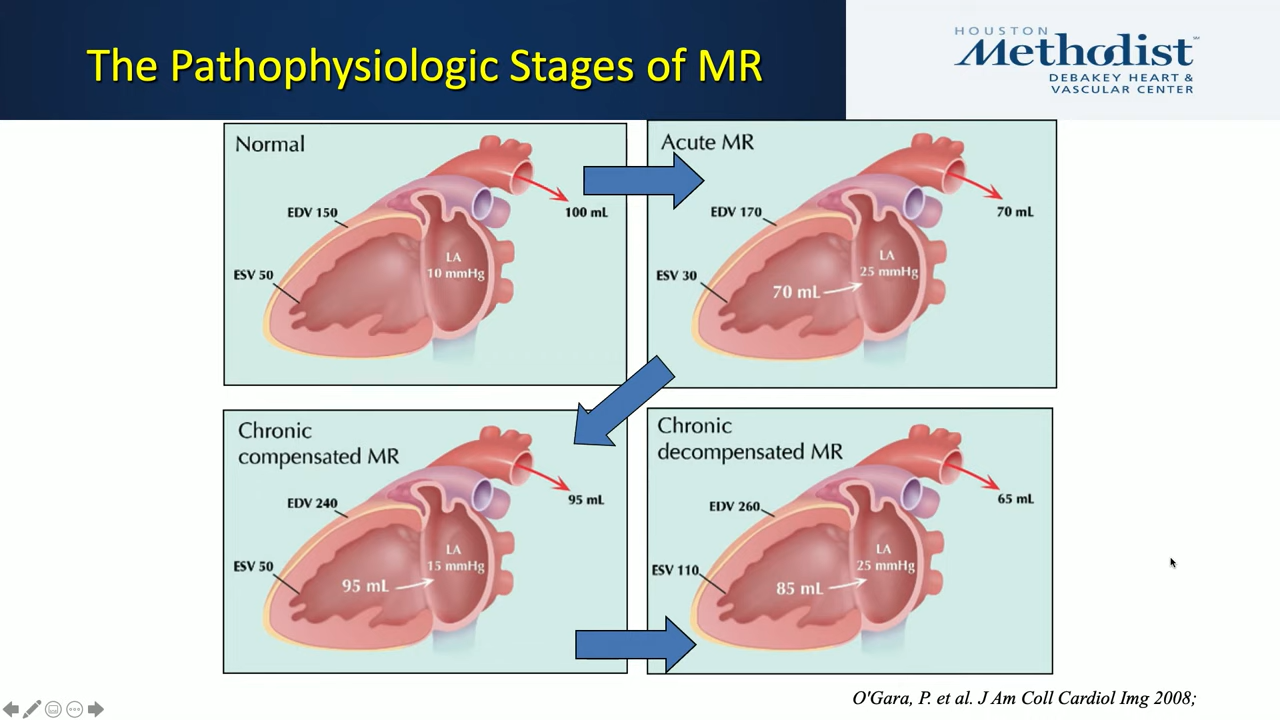 The Pathophysiologic Stages of MR
HOUSTON
Methodist
DEBAKEY HEART &
VASCULAR CENTER
Normal
EDV 150
100 mL
ESV 50
LA
10 mmHg
Acute MR
EDV 170
70 mL
ESV 30
LA
25 mmHg
70 mL
Chronic
compensated MR
EDV 240
95 mL
ESV 50
LA
15 mmHg
95 mL
Chronic
decompensated MR
EDV 260
65 mL
ESV 110
LA
25 mmHg
85 mL
O'Gara, P. et al. J Am Coll Cardiol Img 2008;